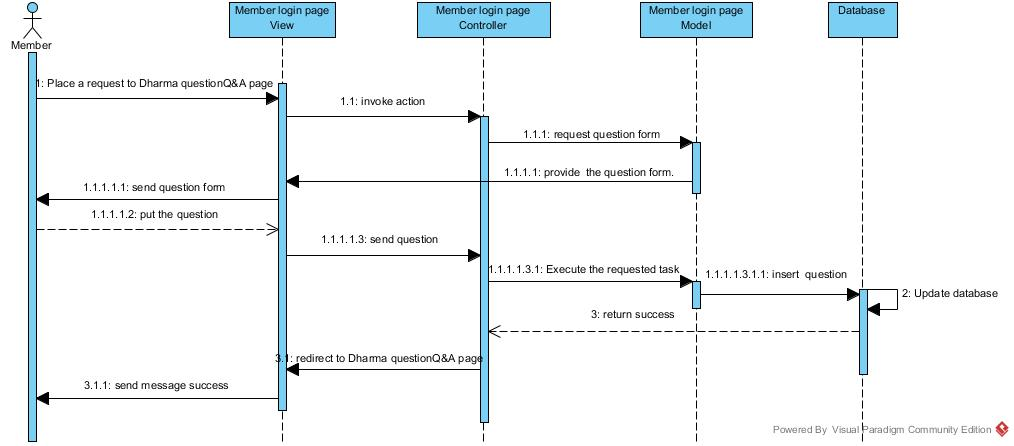 Member login page
View
Member login page
Controller
Member login page
Model
Database
Member
1: Place a request to Dharma questionQ&A page
1.1: invoke action
1.1.1: request question form
1.1.1.1: provide  the question form.
1.1.1.1.1: send question form
1.1.1.1.2: put the question
1.1.1.1.3: send question
1.1.1.1.3.1: Execute the requested task
1.1.1.1.3.1.1: insert  question
2: Update database
3: return success
3.1: redirect to Dharma questionQ&A page
3.1.1: send message success
Powered By  Visual Paradigm Community Edition